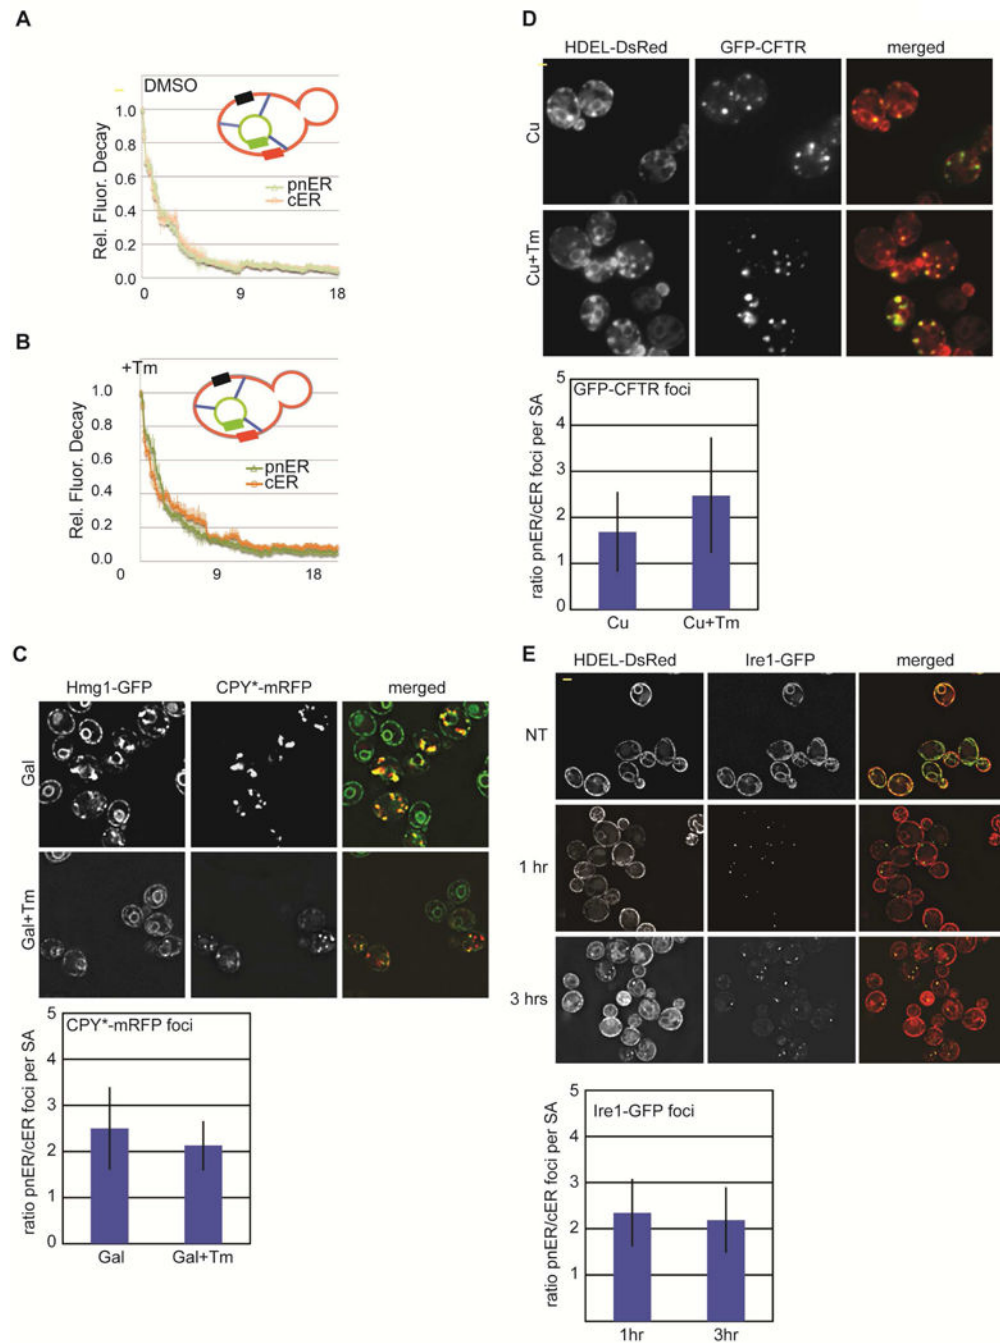 A
DMSO
1.0
0.8
0.6
0.4
0.2
0.0
Rel. Fluor. Decay
pnER
cER
0 9 18
B
+Tm
1.0
0.8
0.6
0.4
0.2
0.0
Rel. Fluor. Decay
pnER
cER
0 9 18
C
Hmg1-GFP CPY*-mRFP merged
Gal
Gal+Tm
CPY*-mRFP foci
5
4
3
2
1
0
ratio pnER/cER foci per SA
Gal Gal+Tm
D
HDEL-DsRed GFP-CFTR merged
Cu
Cu+Tm
GFP-CFTR foci
5
4
3
2
1
0
ratio pnER/cER foci per SA
Cu Cu+Tm
E
HDEL-DsRed Ire1-GFP merged
NT
1 hr
3 hrs
Ire1-GFP foci
5
4
3
2
1
ratio pnER/cER foci per SA
1hr 3hr